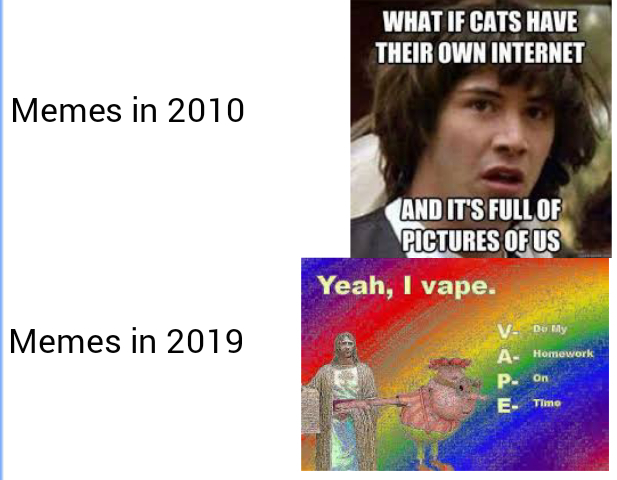 WHAT IF CATS HAVE
THEIR OWN INTERNET
Memes in 2010
AND IT'S FULL OF
PICTURES OF US
Yeah, I vape.
V- Do My
A- Homework
P- On
E- Time
Memes in 2019